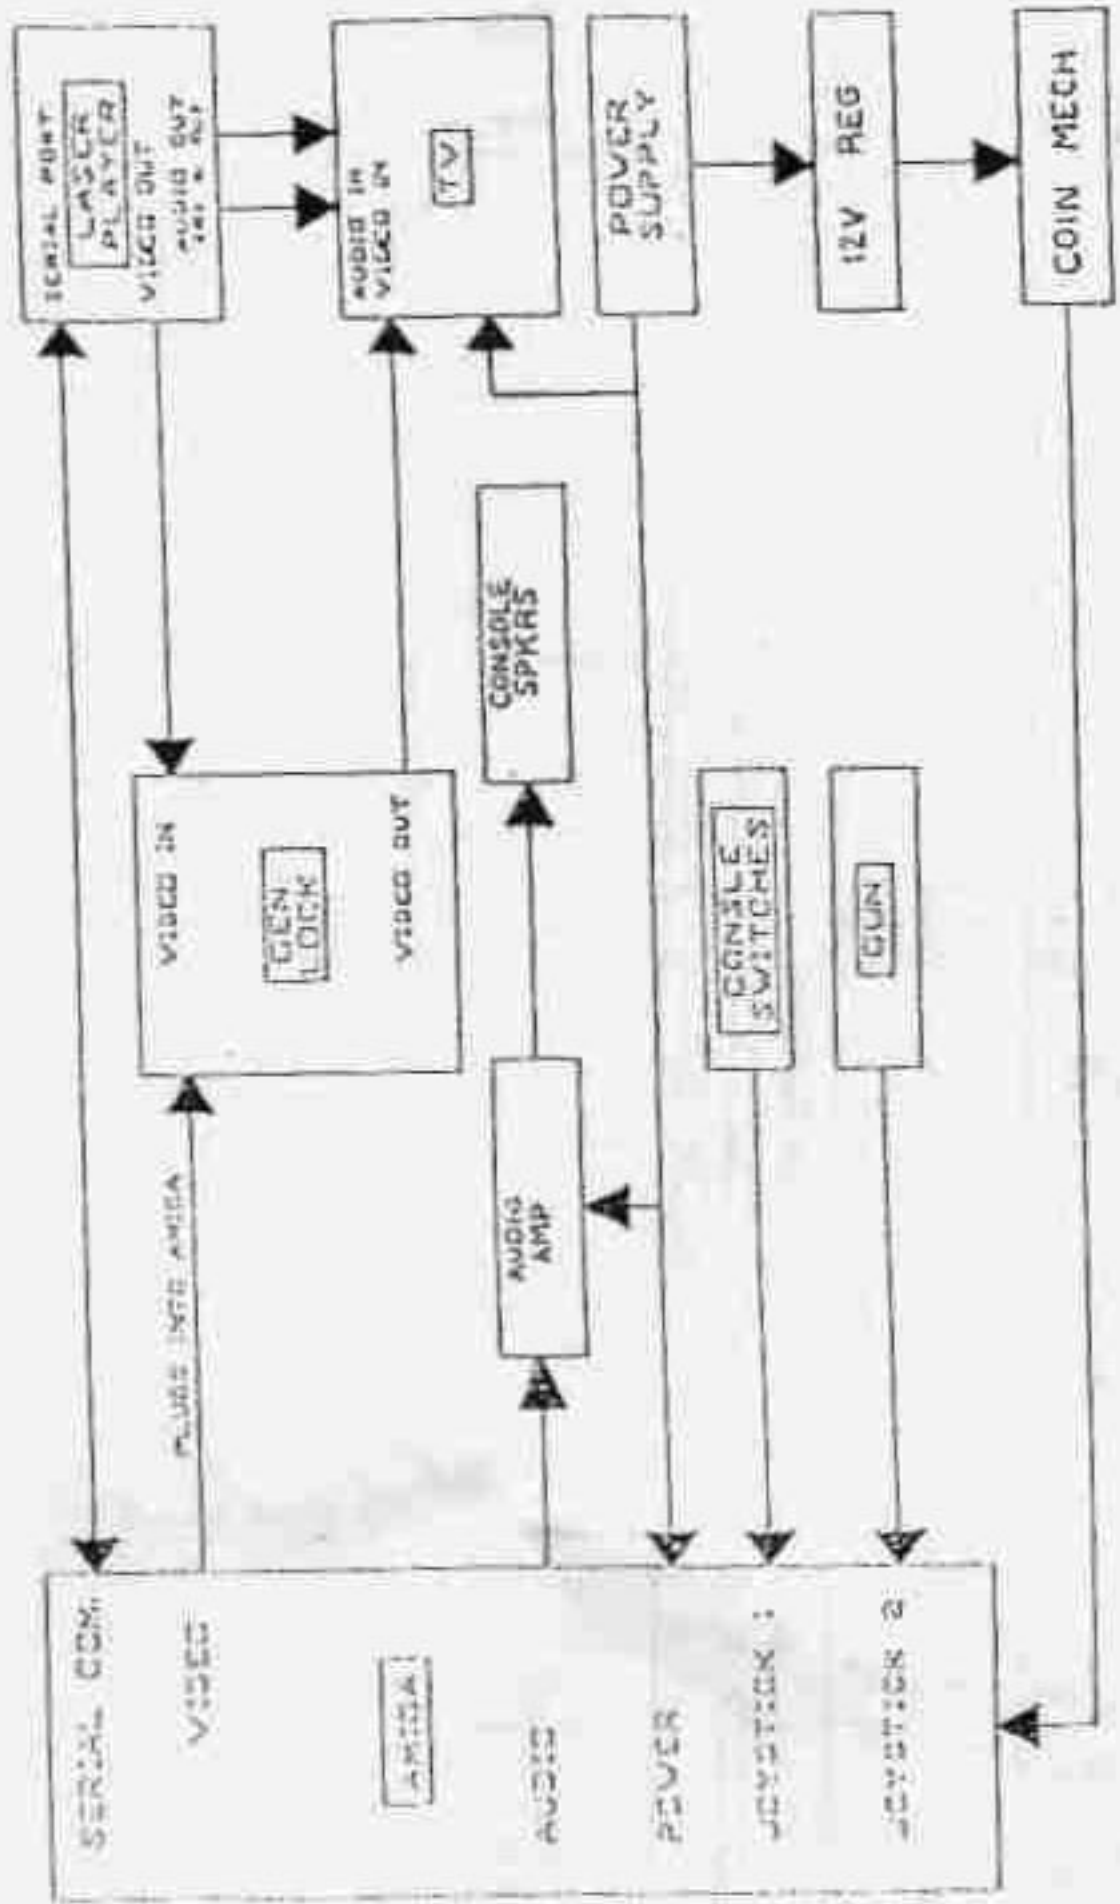 SERIAL PORT
LASER
PLAYER
VIDEO OUT
AUDIO OUT
AUDIO IN
VIDEO IN
TV
POWER
SUPPLY
12V REG
COIN MECH
VIDEO IN
GEN
LOCK
VIDEO OUT
CONSOLE
SPKRS
CONSLE
SWITCHES
GUN
PLUGS INTO AMIGA
AUDIO
AMP
SERIAL COM
VIDEO
AMIGA
AUDIO
POWER
JOYSTICK 1
JOYSTICK 2